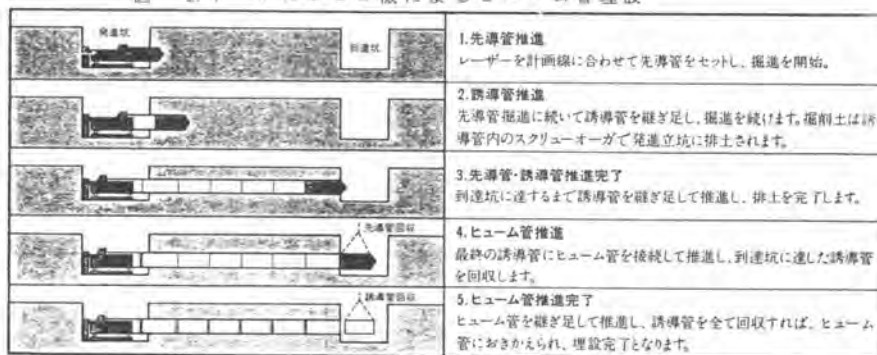 発進坑
到達坑
1.先導管推進
レーザーを計画線に合わせて先導管をセットし、掘進を開始。
2.誘導管推進
先導管掘進に続いて誘導管を継ぎ足し、掘進を続けます。掘削土は誘
導管内のスクリューオーガで発進立坑に排土されます。
3.先導管・誘導管推進完了
到達坑に達するまで誘導管を継ぎ足して推進し、排土を完了します。
先導管回収
4.ヒューム管推進
最終の誘導管にヒューム管を接続して推進し、到達坑に達した誘導管
を回収します。
誘導管回収
5.ヒューム管推進完了
ヒューム管を継ぎ足して推進し、誘導管を全て回収すれば、ヒューム
管におきかえられ、埋設完了となります。